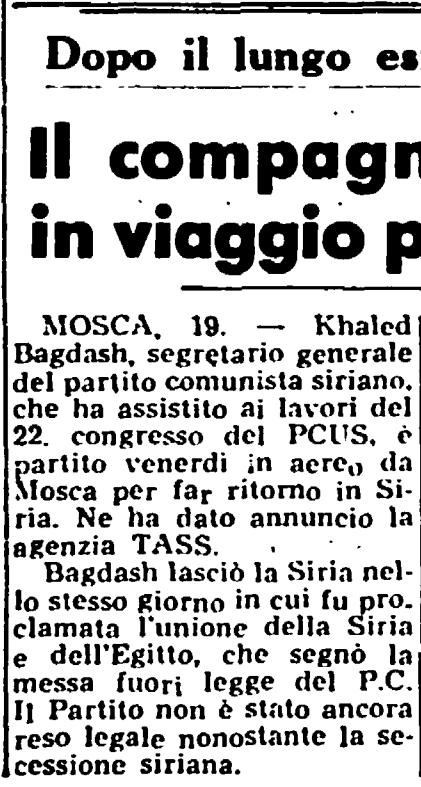 Dopo il lungo es
Il compagn
in viaggio p
MOSCA, 19. — Khaled
Bagdash, segretario generale
del partito comunista siriano,
che ha assistito ai lavori del
22. congresso del PCUS, è
partito venerdì in aereo da
Mosca per far ritorno in Si-
ria. Ne ha dato annuncio la
agenzia TASS.
Bagdash lasciò la Siria nel-
lo stesso giorno in cui fu pro-
clamata l'unione della Siria
e dell'Egitto, che segnò la
messa fuori legge del P.C.
Il Partito non è stato ancora
reso legale nonostante la se-
cessione siriana.